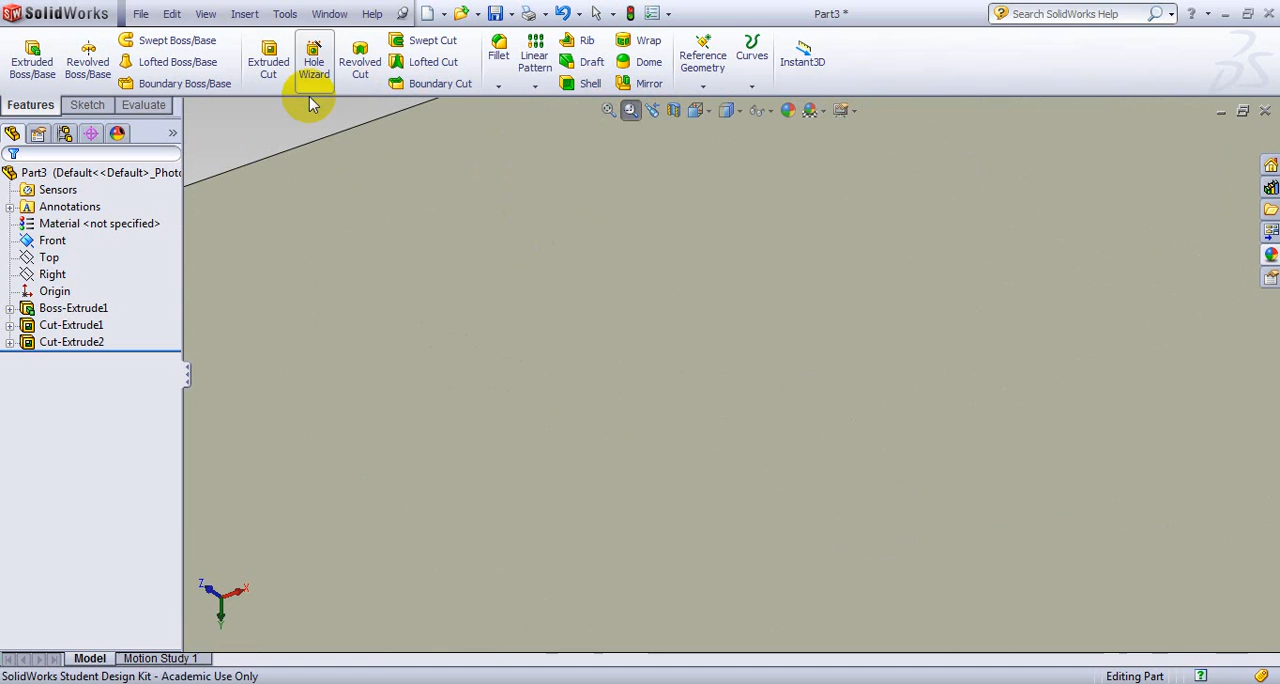 SolidWorks File Edit View Insert Tools Window Help Part3 * Search SolidWorks Help
Extruded Boss/Base
Revolved Boss/Base
Swept Boss/Base
Lofted Boss/Base
Boundary Boss/Base
Extruded Cut
Hole Wizard
Revolved Cut
Swept Cut
Lofted Cut
Boundary Cut
Fillet
Linear Pattern
Rib
Draft
Shell
Wrap
Dome
Mirror
Reference Geometry
Curves
Instant3D
Features Sketch Evaluate
Part3 (Default<<Default>_Phot
Sensors
Annotations
Material <not specified>
Front
Top
Right
Origin
Boss-Extrude1
Cut-Extrude1
Cut-Extrude2
Z X
Y
Model Motion Study 1
SolidWorks Student Design Kit - Academic Use Only Editing Part